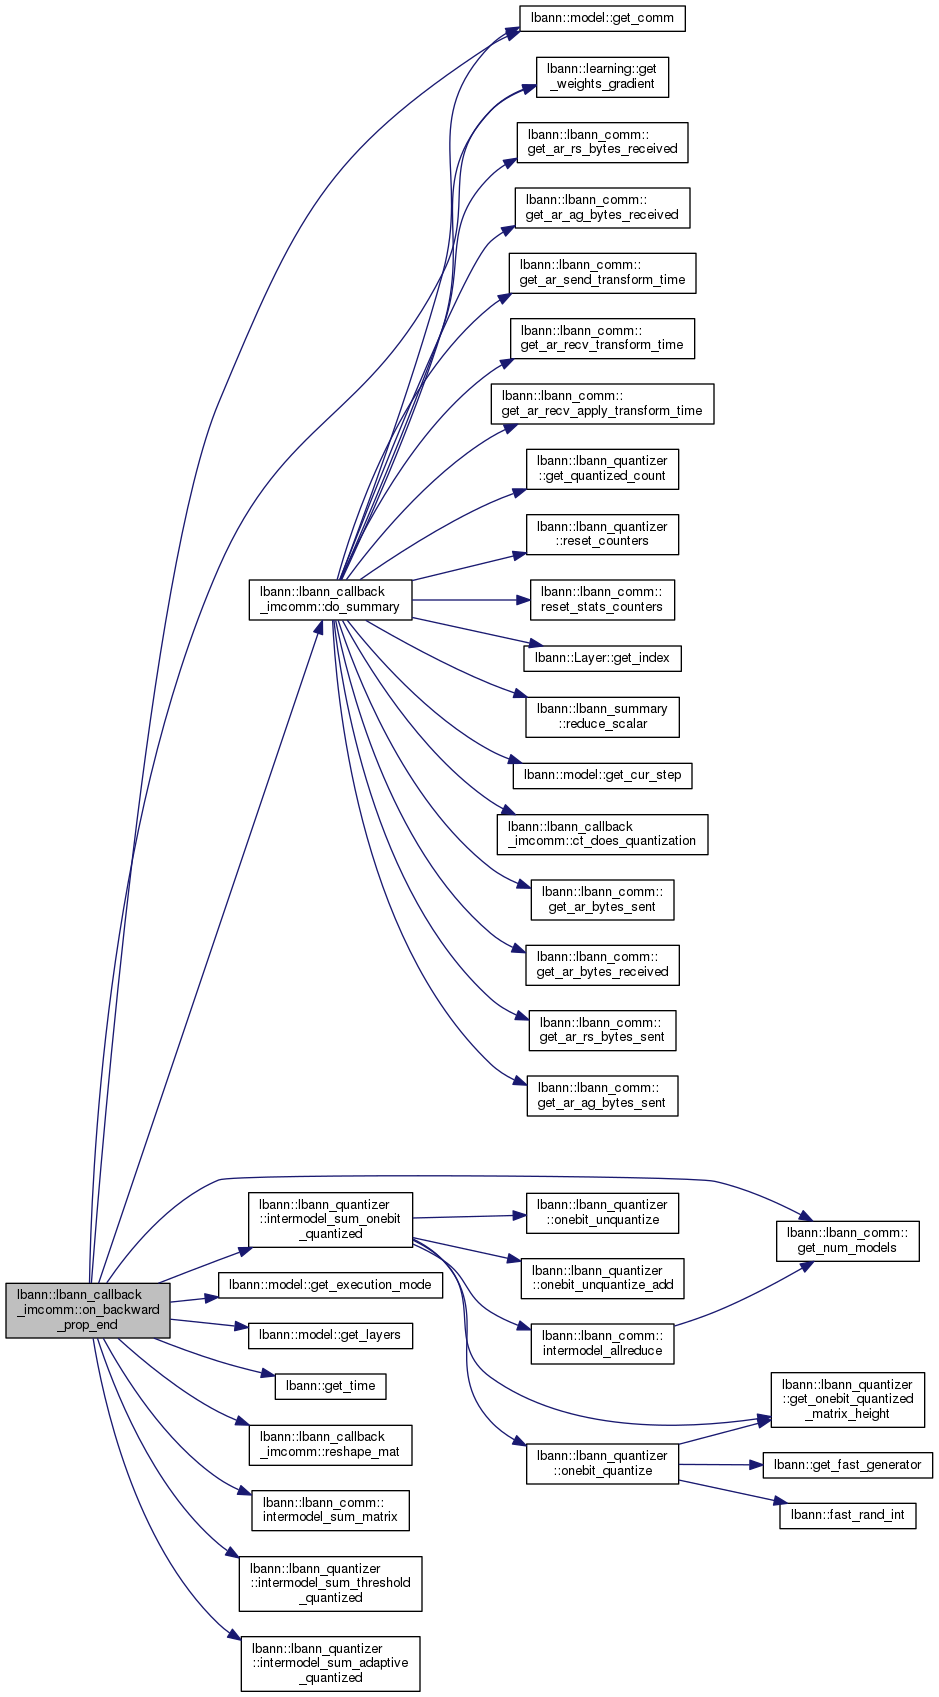 lbann::model::get_comm
lbann::learning::get
_weights_gradient
lbann::lbann_comm::
get_ar_rs_bytes_received
lbann::lbann_comm::
get_ar_ag_bytes_received
lbann::lbann_comm::
get_ar_send_transform_time
lbann::lbann_comm::
get_ar_recv_transform_time
lbann::lbann_comm::
get_ar_recv_apply_transform_time
lbann::lbann_quantizer
::get_quantized_count
lbann::lbann_quantizer
::reset_counters
lbann::lbann_callback
_imcomm::do_summary
lbann::lbann_comm::
reset_stats_counters
lbann::Layer::get_index
lbann::lbann_summary
::reduce_scalar
lbann::model::get_cur_step
lbann::lbann_callback
_imcomm::ct_does_quantization
lbann::lbann_comm::
get_ar_bytes_sent
lbann::lbann_comm::
get_ar_bytes_received
lbann::lbann_comm::
get_ar_rs_bytes_sent
lbann::lbann_comm::
get_ar_ag_bytes_sent
lbann::lbann_quantizer
::intermodel_sum_onebit
_quantized
lbann::lbann_quantizer
::onebit_unquantize
lbann::lbann_comm::
get_num_models
lbann::lbann_quantizer
::onebit_unquantize_add
lbann::model::get_execution_mode
lbann::lbann_callback
_imcomm::on_backward
_prop_end
lbann::model::get_layers
lbann::lbann_comm::
intermodel_allreduce
lbann::get_time
lbann::lbann_quantizer
::get_onebit_quantized
_matrix_height
lbann::lbann_callback
_imcomm::reshape_mat
lbann::lbann_quantizer
::onebit_quantize
lbann::get_fast_generator
lbann::lbann_comm::
intermodel_sum_matrix
lbann::fast_rand_int
lbann::lbann_quantizer
::intermodel_sum_threshold
_quantized
lbann::lbann_quantizer
::intermodel_sum_adaptive
_quantized